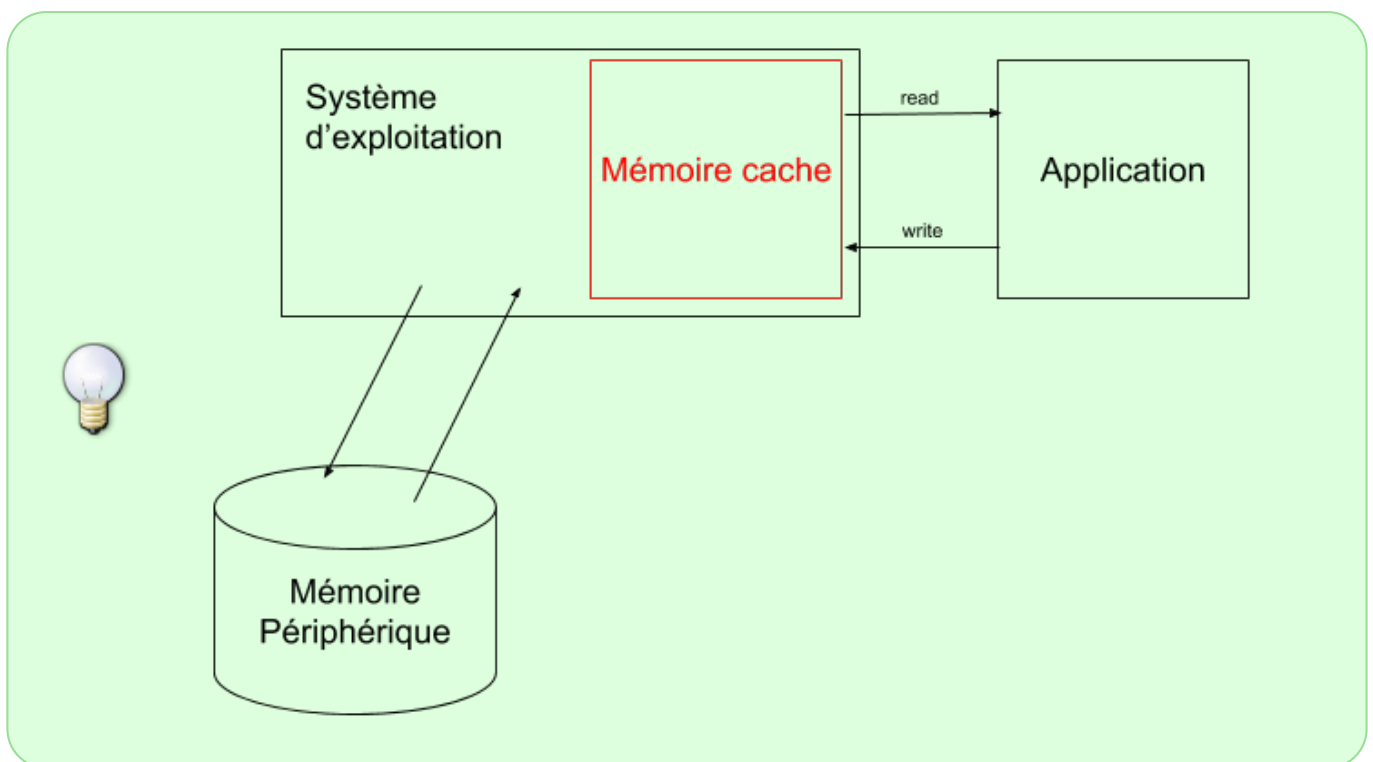 Système
d’exploitation
Mémoire cache
read
write
Application
Mémoire
Périphérique